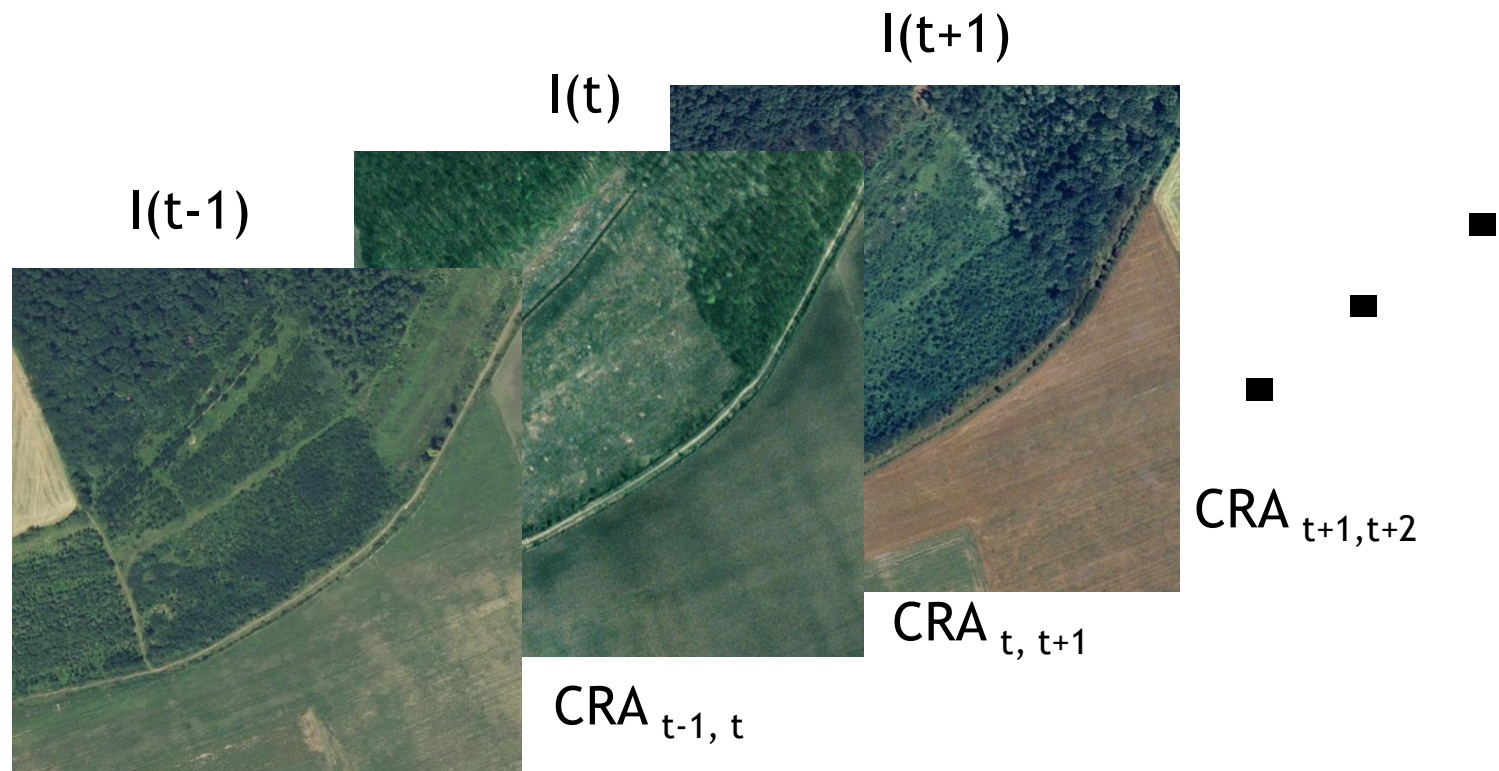 I(t+1)
I(t)
I(t-1)
CRA t+1,t+2
CRA t, t+1
CRA t-1, t